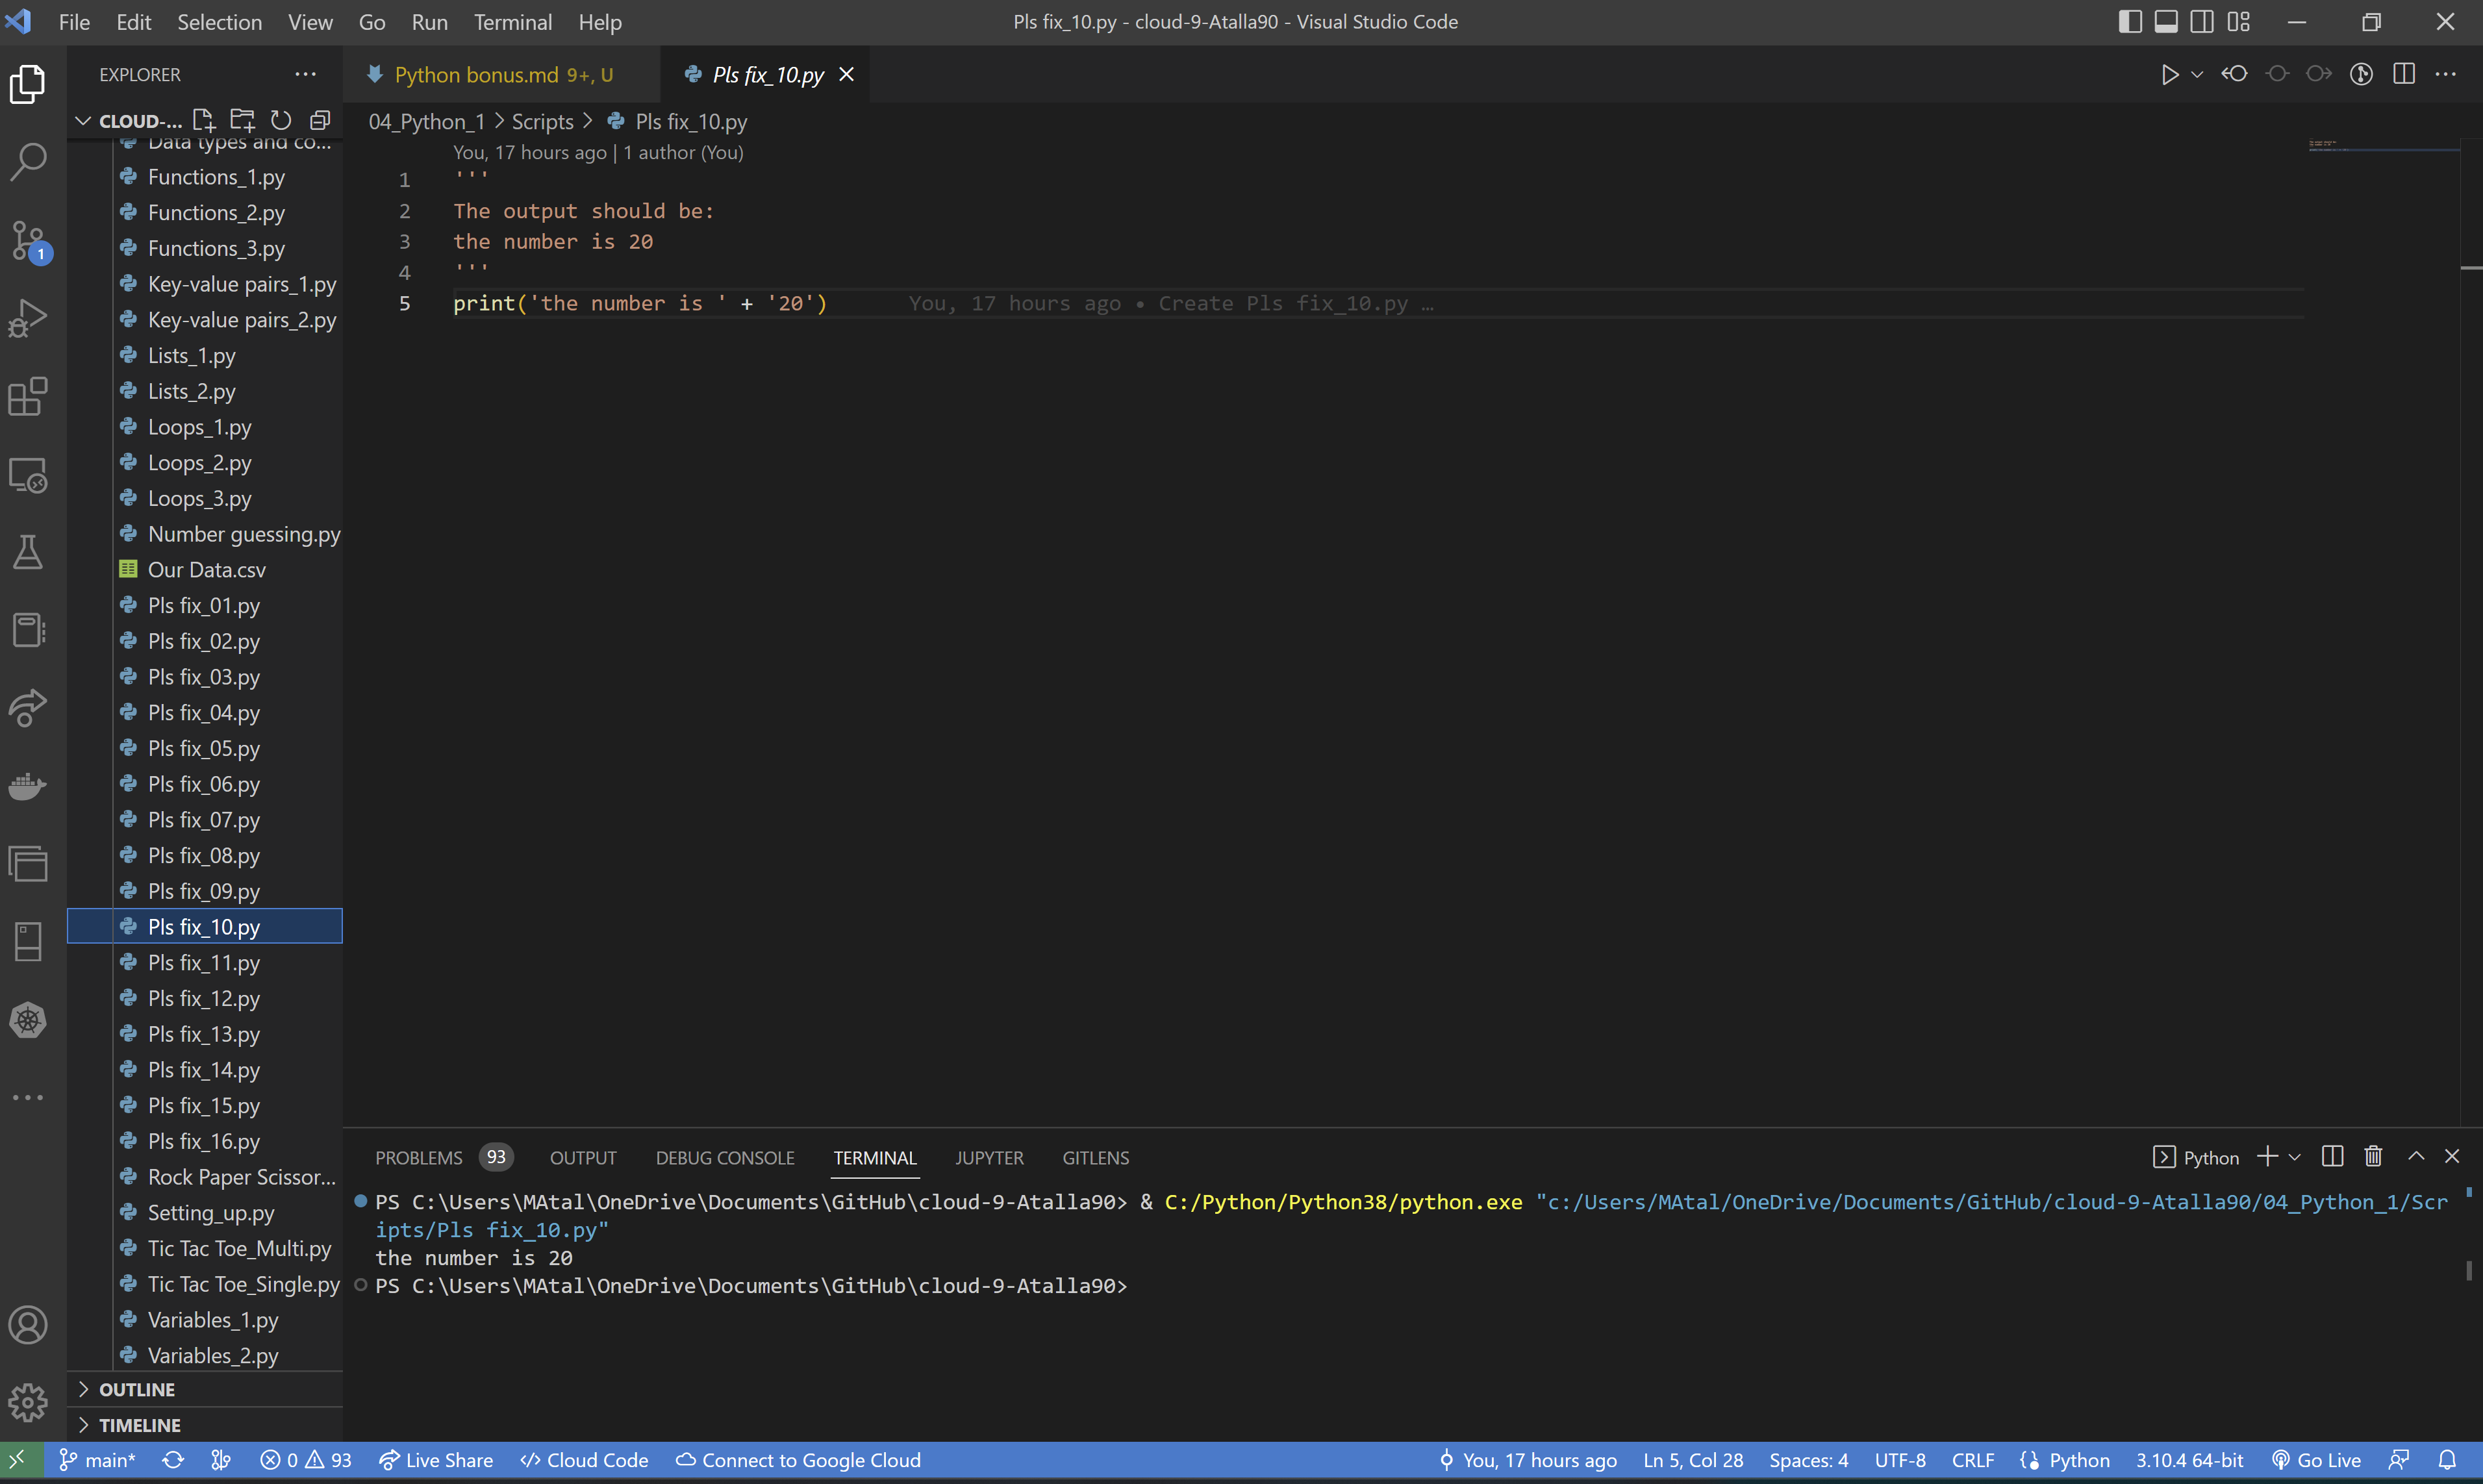 File Edit Selection View Go Run Terminal Help
Pls fix_10.py - cloud-9-Atalla90 - Visual Studio Code
EXPLORER
Python bonus.md 9+, U
Pls fix_10.py
CLOUD-...
04_Python_1 > Scripts > Pls fix_10.py
Data types and co...
You, 17 hours ago | 1 author (You)
1 '''
2 The output should be:
3 the number is 20
4 '''
5 print('the number is ' + '20') You, 17 hours ago • Create Pls fix_10.py …
Functions_1.py
Functions_2.py
Functions_3.py
Key-value pairs_1.py
Key-value pairs_2.py
Lists_1.py
Lists_2.py
Loops_1.py
Loops_2.py
Loops_3.py
Number guessing.py
Our Data.csv
Pls fix_01.py
Pls fix_02.py
Pls fix_03.py
Pls fix_04.py
Pls fix_05.py
Pls fix_06.py
Pls fix_07.py
Pls fix_08.py
Pls fix_09.py
Pls fix_10.py
Pls fix_11.py
Pls fix_12.py
Pls fix_13.py
Pls fix_14.py
Pls fix_15.py
Pls fix_16.py
Rock Paper Scissor...
Setting_up.py
Tic Tac Toe_Multi.py
Tic Tac Toe_Single.py
Variables_1.py
Variables_2.py
OUTLINE
TIMELINE
1
PROBLEMS 93 OUTPUT DEBUG CONSOLE TERMINAL JUPYTER GITLENS
Python
PS C:\Users\MAtal\OneDrive\Documents\GitHub\cloud-9-Atalla90> & C:/Python/Python38/python.exe "c:/Users/MAtal/OneDrive/Documents/GitHub/cloud-9-Atalla90/04_Python_1/Scr
ipts/Pls fix_10.py"
the number is 20
PS C:\Users\MAtal\OneDrive\Documents\GitHub\cloud-9-Atalla90>
main* 0 93 Live Share Cloud Code Connect to Google Cloud
You, 17 hours ago Ln 5, Col 28 Spaces: 4 UTF-8 CRLF Python 3.10.4 64-bit Go Live